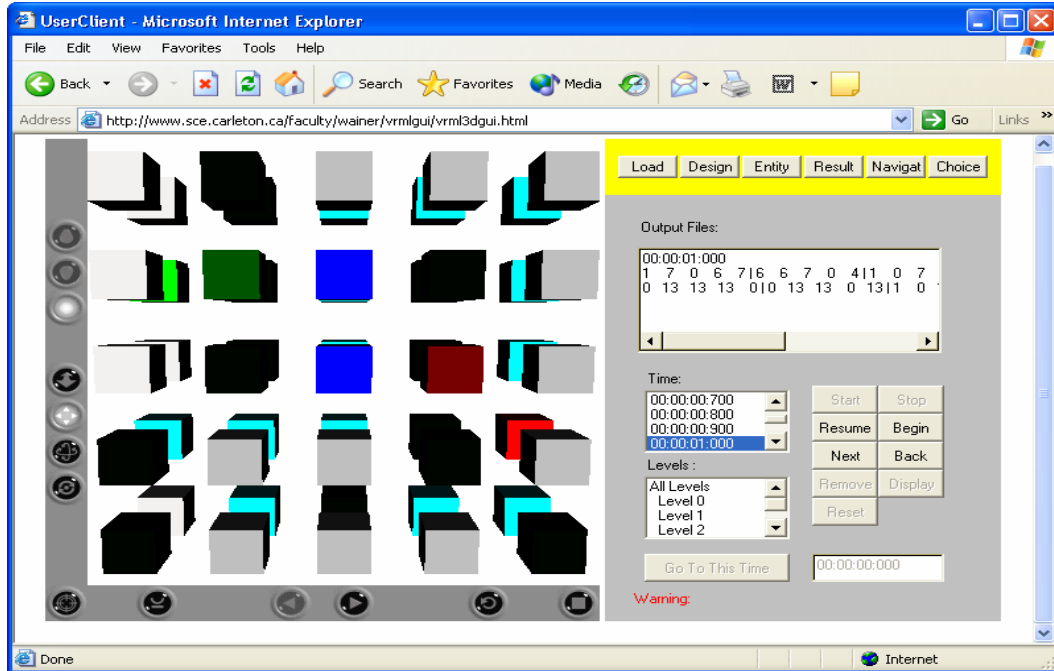 UserClient - Microsoft Internet Explorer
File Edit View Favorites Tools Help
Back Search Favorites Media
Address http://www.sce.carleton.ca/faculty/wainer/vrmlgui/vrml3dgui.html Go Links »
Load Design Entity Result Navigat Choice
Output Files:
00:00:01:000
1 7 0 6 7|6 6 7 0 4|1 0 7
0 13 13 13 0|0 13 13 0 13|1 0
Time:
00:00:00:700
00:00:00:800
00:00:00:900
00:00:01:000
Start Stop
Resume Begin
Next Back
Remove Display
Reset
Levels :
All Levels
Level 0
Level 1
Level 2
Go To This Time 00:00:00:000
Warning:
Done Internet